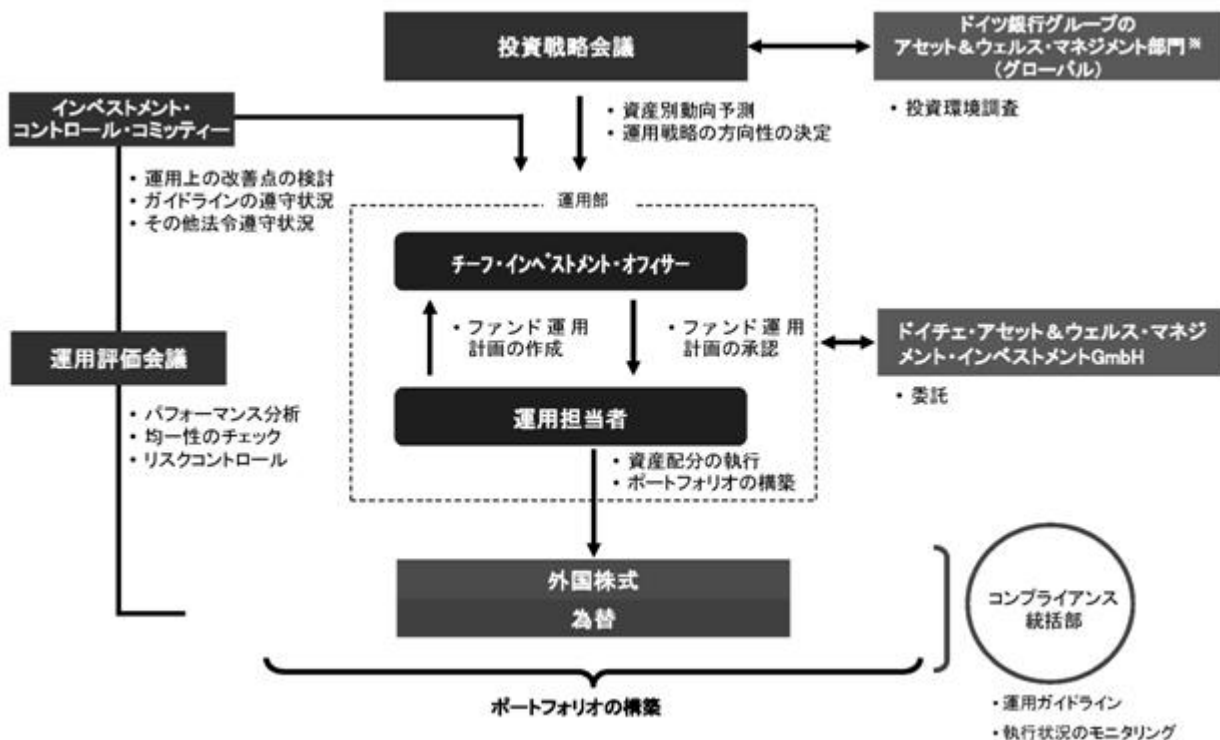 投資戦略会議
ドイツ銀行グループの
アセット&ウェルス・マネジメント部門※
(グローバル)
・投資環境調査
・資産別動向予測
・運用戦略の方向性の決定
インベストメント・
コントロール・コミッティー
・運用上の改善点の検討
・ガイドラインの遵守状況
・その他法令遵守状況
運用部
チーフ・インベストメント・オフィサー
・ファンド運用
計画の作成
・ファンド運用
計画の承認
ドイチェ・アセット&ウェルス・マネジ
メント・インベストメントGmbH
・委託
運用評価会議
・パフォーマンス分析
・均一性のチェック
・リスクコントロール
運用担当者
・資産配分の執行
・ポートフォリオの構築
外国株式
為替
コンプライアンス
統括部
ポートフォリオの構築
・運用ガイドライン
・執行状況のモニタリング